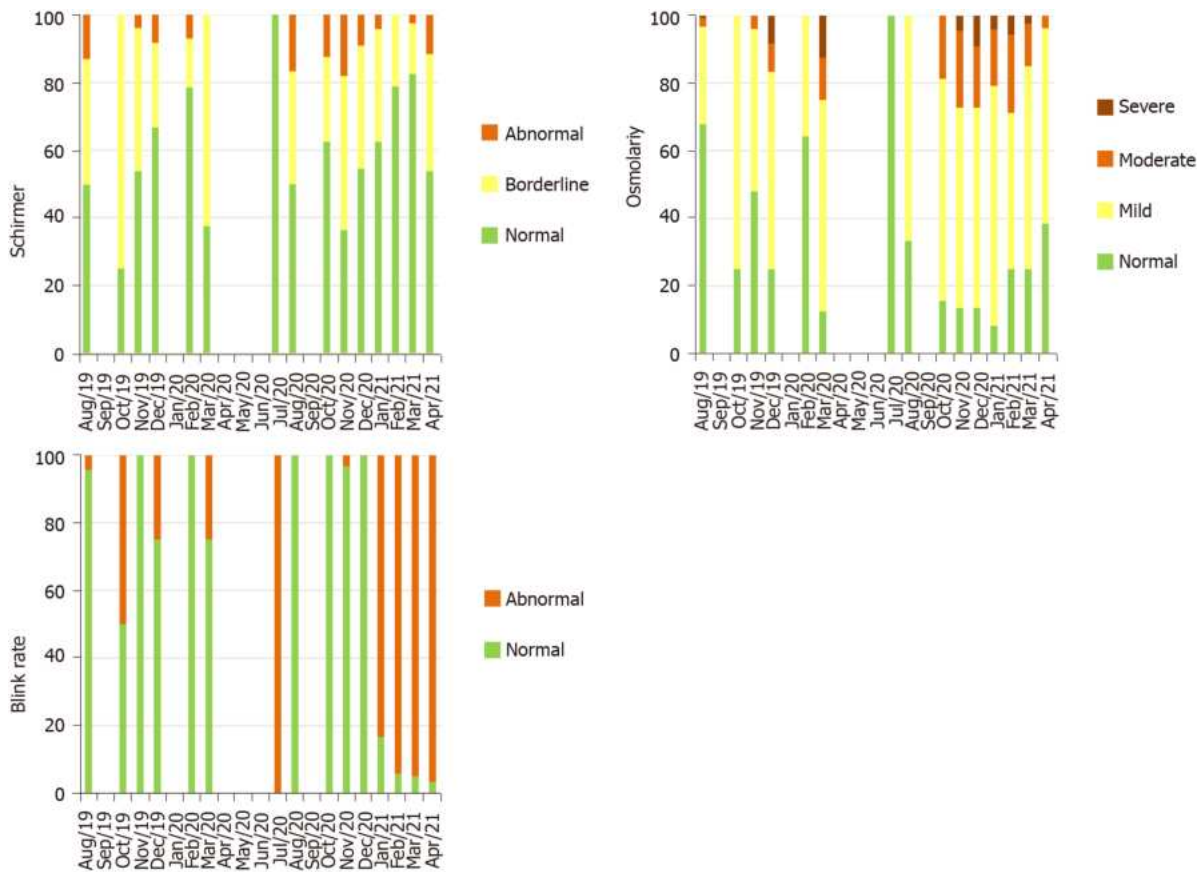 100
80
60
40
20
0
Schirmer
Aug/19
Sep/19
Oct/19
Nov/19
Dec/19
Jan/20
Feb/20
Mar/20
Apr/20
May/20
Jun/20
Jul/20
Aug/20
Sep/20
Oct/20
Nov/20
Dec/20
Jan/21
Feb/21
Mar/21
Apr/21
Abnormal
Borderline
Normal
100
80
60
40
20
0
Osmolariy
Aug/19
Sep/19
Oct/19
Nov/19
Dec/19
Jan/20
Feb/20
Mar/20
Apr/20
May/20
Jun/20
Jul/20
Aug/20
Sep/20
Oct/20
Nov/20
Dec/20
Jan/21
Feb/21
Mar/21
Apr/21
Severe
Moderate
Mild
Normal
100
80
60
40
20
0
Blink rate
Aug/19
Sep/19
Oct/19
Nov/19
Dec/19
Jan/20
Feb/20
Mar/20
Apr/20
May/20
Jun/20
Jul/20
Aug/20
Sep/20
Oct/20
Nov/20
Dec/20
Jan/21
Feb/21
Mar/21
Apr/21
Abnormal
Normal